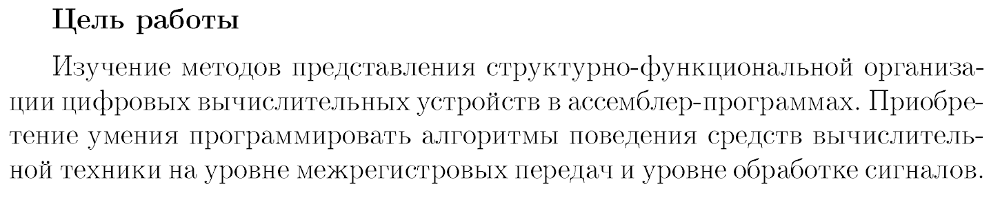 Цель работы
Изучение методов представления структурно-функциональной организа-
ции цифровых вычислительных устройств в ассемблер-программах. Приобре-
тение умения программировать алгоритмы поведения средств вычислитель-
ной техники на уровне межрегистровых передач и уровне обработке сигналов.